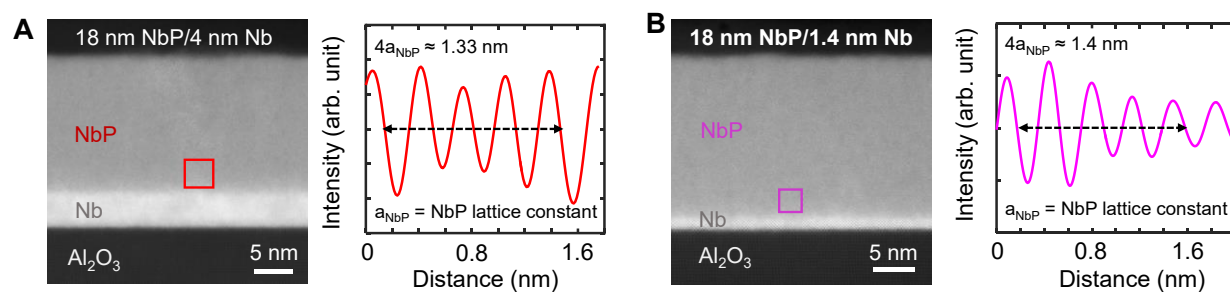 A
18 nm NbP/4 nm Nb
NbP
Nb
Al2O3
5 nm
Intensity (arb. unit)
4aNbP ≈ 1.33 nm
aNbP = NbP lattice constant
0 0.8 1.6
Distance (nm)
B
18 nm NbP/1.4 nm Nb
NbP
Nb
Al2O3
5 nm
Intensity (arb. unit)
4aNbP ≈ 1.4 nm
aNbP = NbP lattice constant
0 0.8 1.6
Distance (nm)